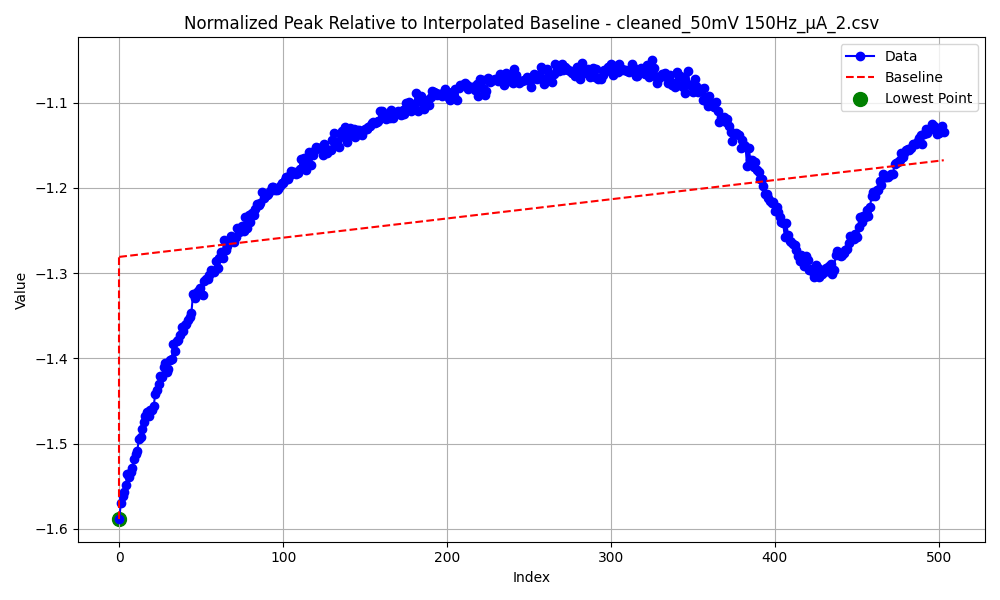 Normalized Peak Relative to Interpolated Baseline - cleaned_50mV 150Hz_μA_2.csv
Data
Baseline
Lowest Point
−1.1
−1.2
−1.3
−1.4
−1.5
−1.6
Value
0 100 200 300 400 500
Index